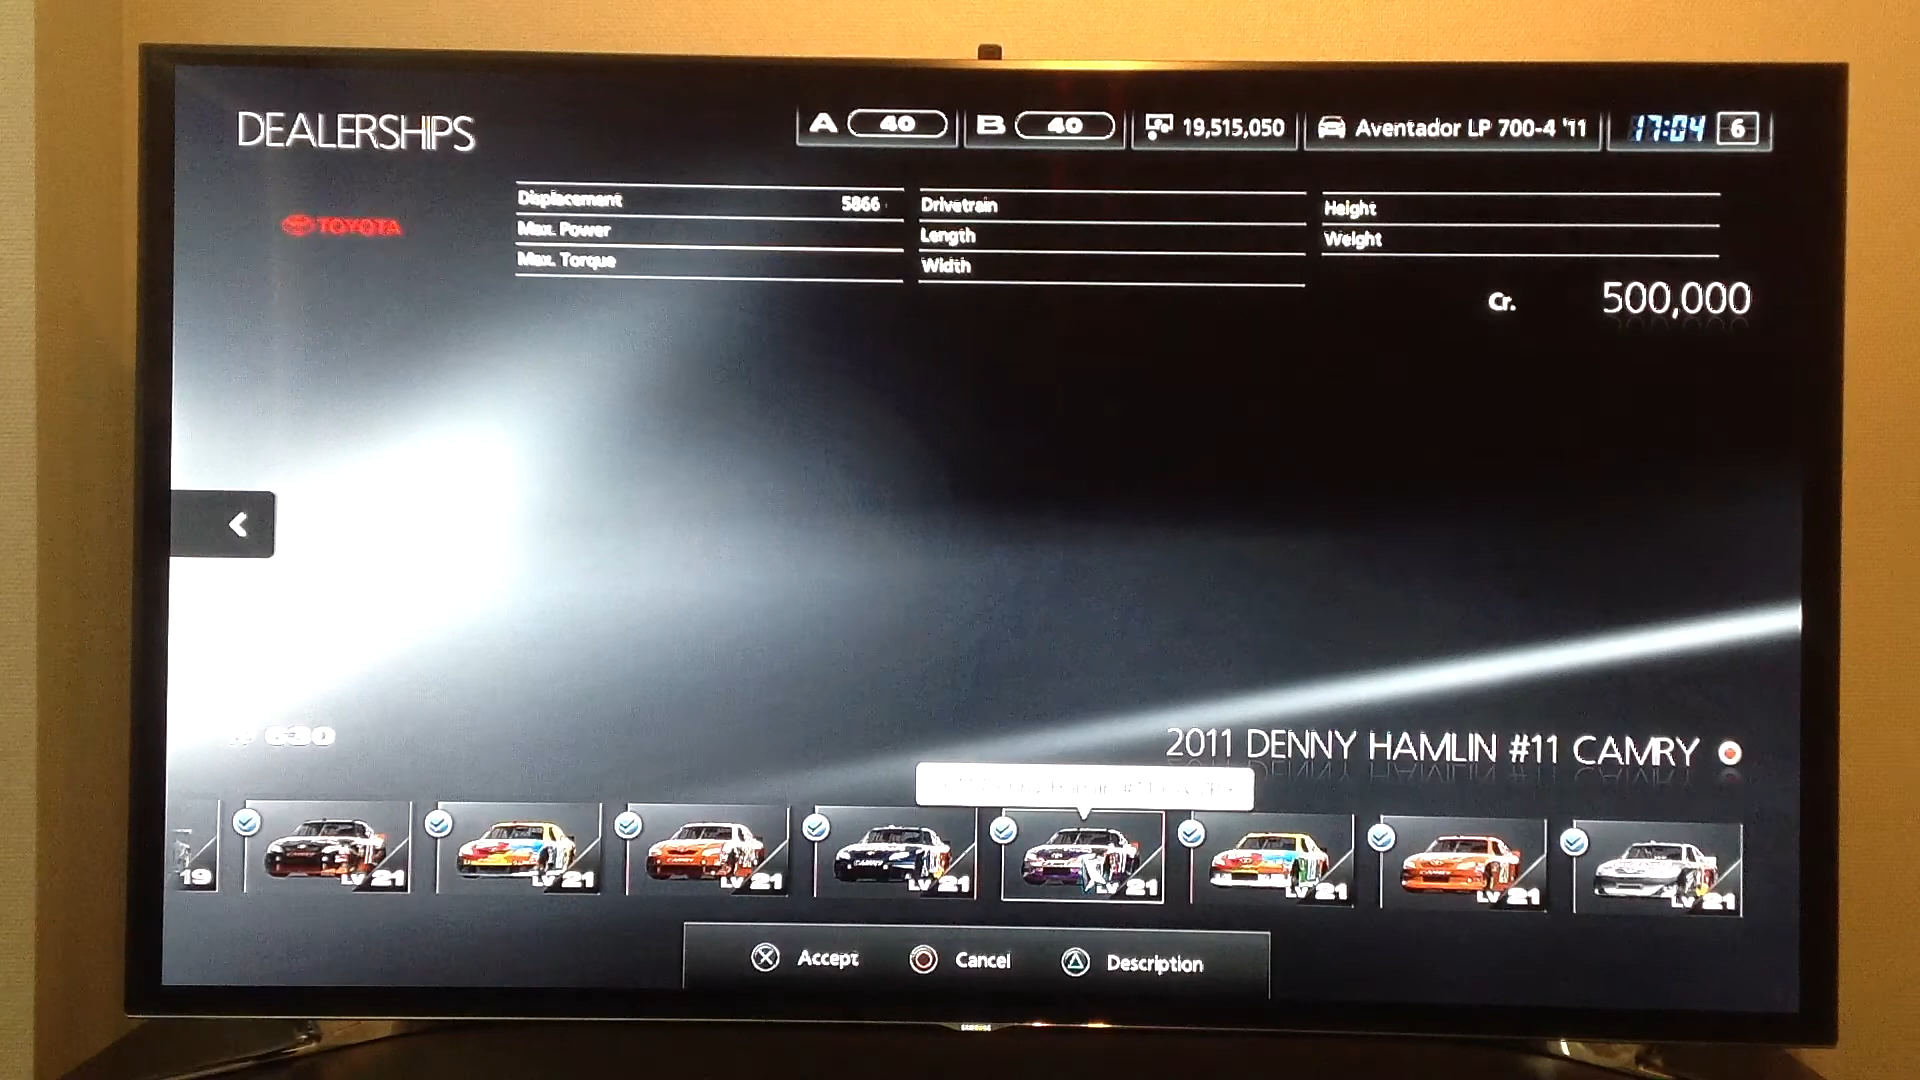 DEALERSHIPS
A 40
B 40
19,515,050
Aventador LP 700-4 '11
17:04 6
TOYOTA
Displacement 5866
Max. Power
Max. Torque
Drivetrain
Length
Width
Height
Weight
Cr. 500,000
630
2011 DENNY HAMLIN #11 CAMRY
19
LV 21
LV 21
LV 21
LV 21
LV 21
LV 21
LV 21
LV 21
Accept
Cancel
Description
SAMSUNG